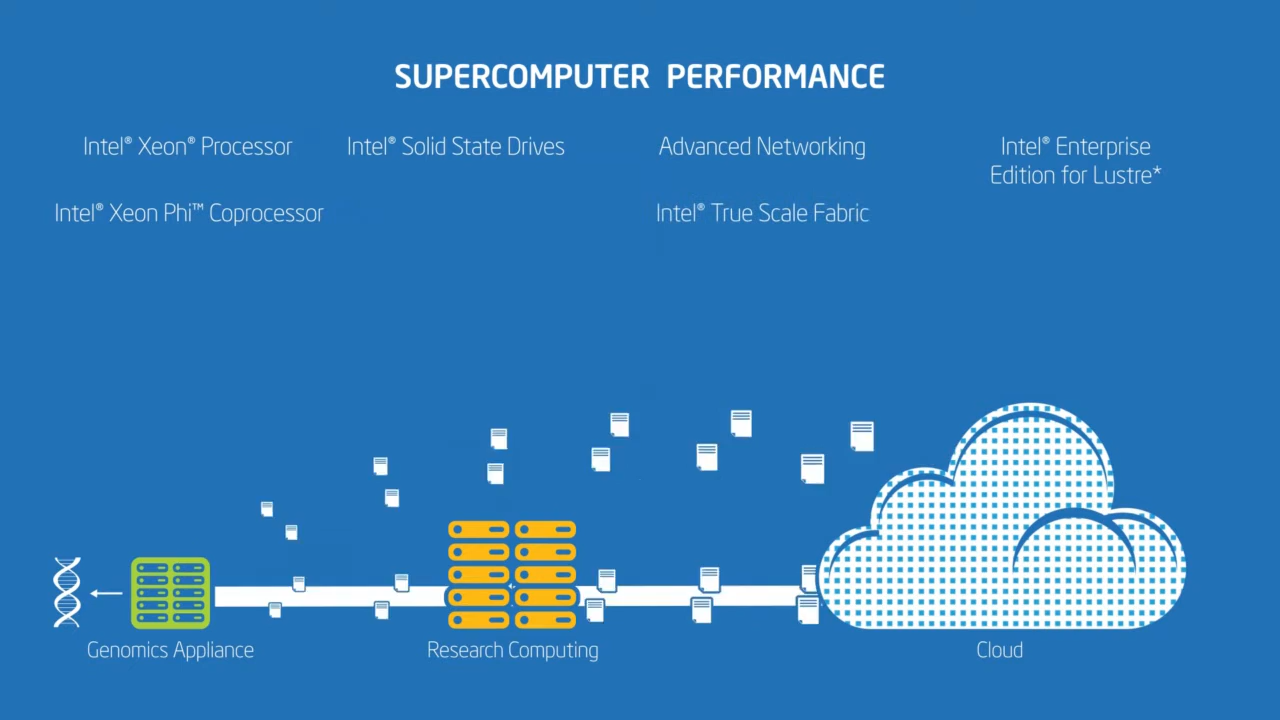 SUPERCOMPUTER PERFORMANCE
Intel® Xeon® Processor
Intel® Solid State Drives
Advanced Networking
Intel® Enterprise
Edition for Lustre*
Intel® Xeon Phi™ Coprocessor
Intel® True Scale Fabric
Genomics Appliance
Research Computing
Cloud